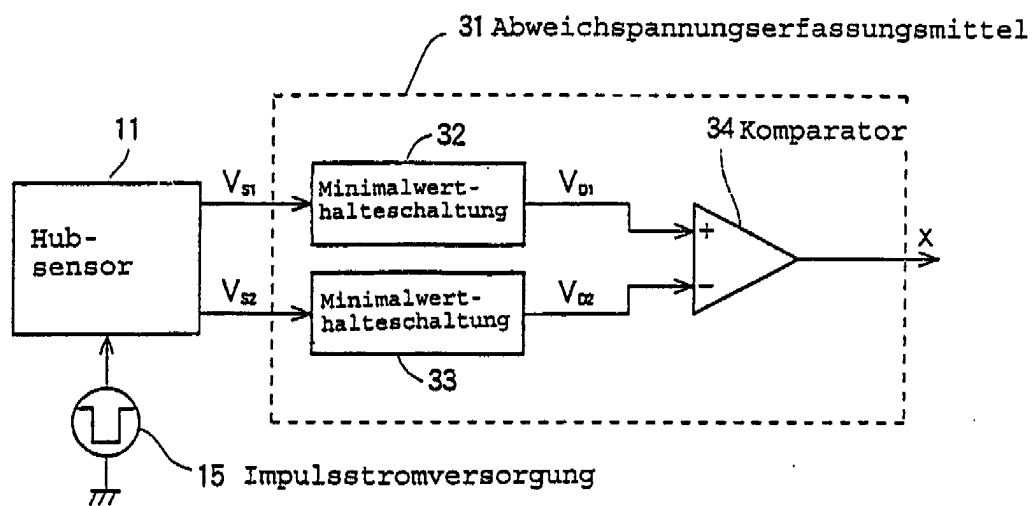 31 Abweichspannungserfassungsmittel
11
32
34 Komparator
VS1
Minimalwert-
halteschaltung
VD1
+
X
Hub-
sensor
VS2
Minimalwert-
halteschaltung
VD2
−
33
15 Impulsstromversorgung